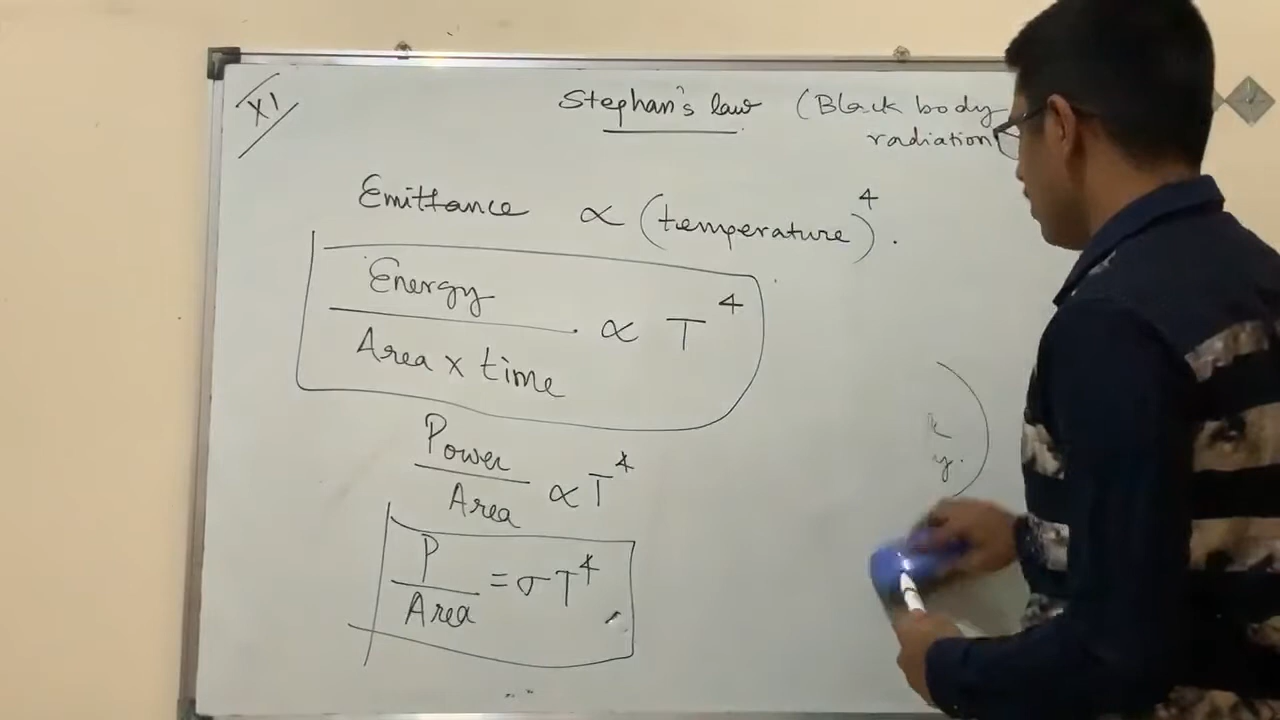 XI
Stephan's law (Black body
radiation
Emittance ∝ (temperature)⁴.
Energy
Area x time
∝ T⁴
Power
Area
∝ T⁴
P
Area
= σT⁴